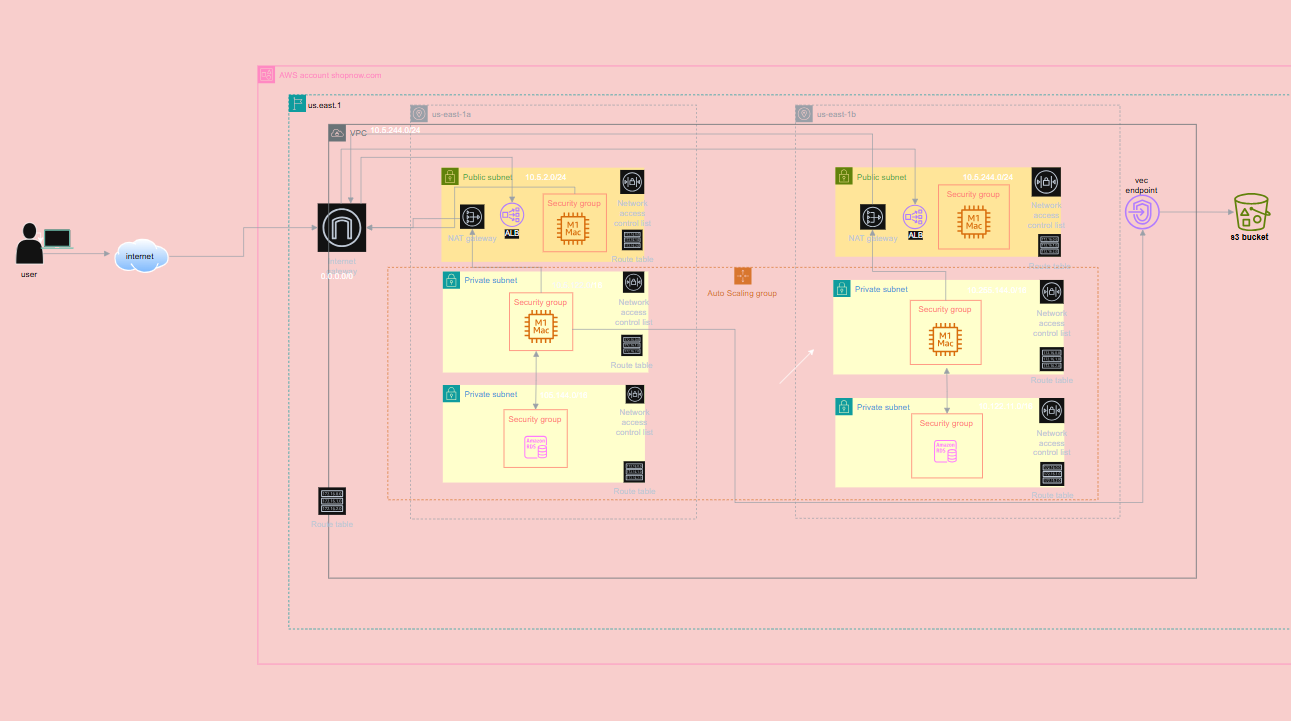 AWS account shopnow.com
us.east.1
us-east-1a
us-east-1b
VPC
10.5.244.0/24
Public subnet
10.5.2.0/24
Security group
M1
Mac
Network
access
control list
NAT gateway
ALB
Route table
Public subnet
10.5.244.0/24
Security group
M1
Mac
Network
access
control list
NAT gateway
ALB
Route table
vec
endpoint
s3 bucket
user
internet
Internet
0.0.0.0/0
Private subnet
Security group
M1
Mac
Network
access
control list
Route table
Auto Scaling group
Private subnet
Security group
M1
Mac
Network
access
control list
Route table
Private subnet
Security group
Amazon
RDS
Network
access
control list
Route table
Private subnet
Security group
Amazon
RDS
Network
access
control list
Route table
Route table